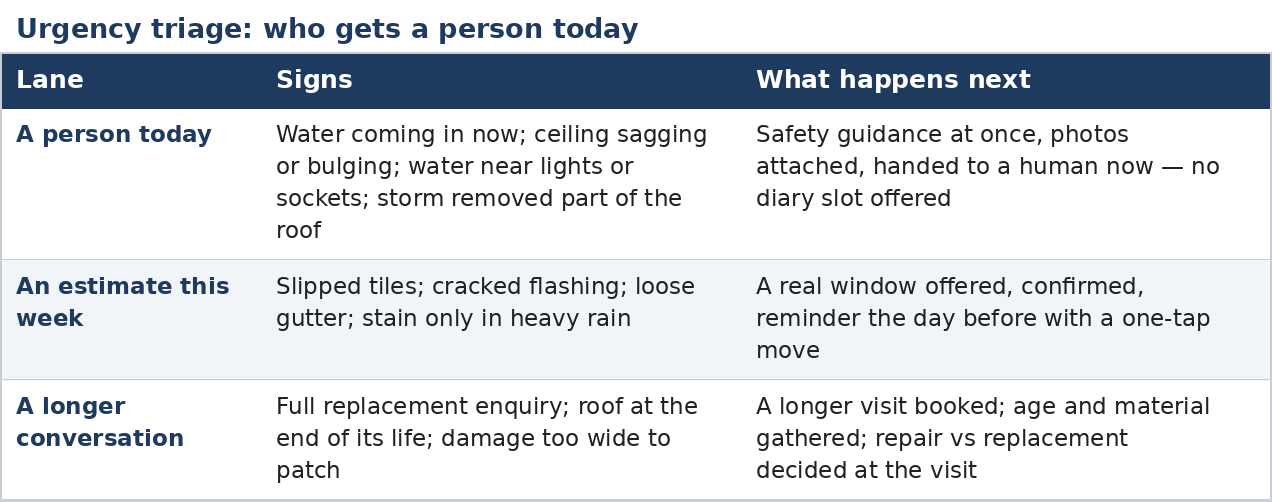 Urgency triage: who gets a person today
Lane Signs What happens next
A person today
Water coming in now; ceiling sagging
or bulging; water near lights or
sockets; storm removed part of the
roof
Safety guidance at once, photos
attached, handed to a human now — no
diary slot offered
An estimate this
week
Slipped tiles; cracked flashing; loose
gutter; stain only in heavy rain
A real window offered, confirmed,
reminder the day before with a one-tap
move
A longer
conversation
Full replacement enquiry; roof at the
end of its life; damage too wide to
patch
A longer visit booked; age and material
gathered; repair vs replacement
decided at the visit